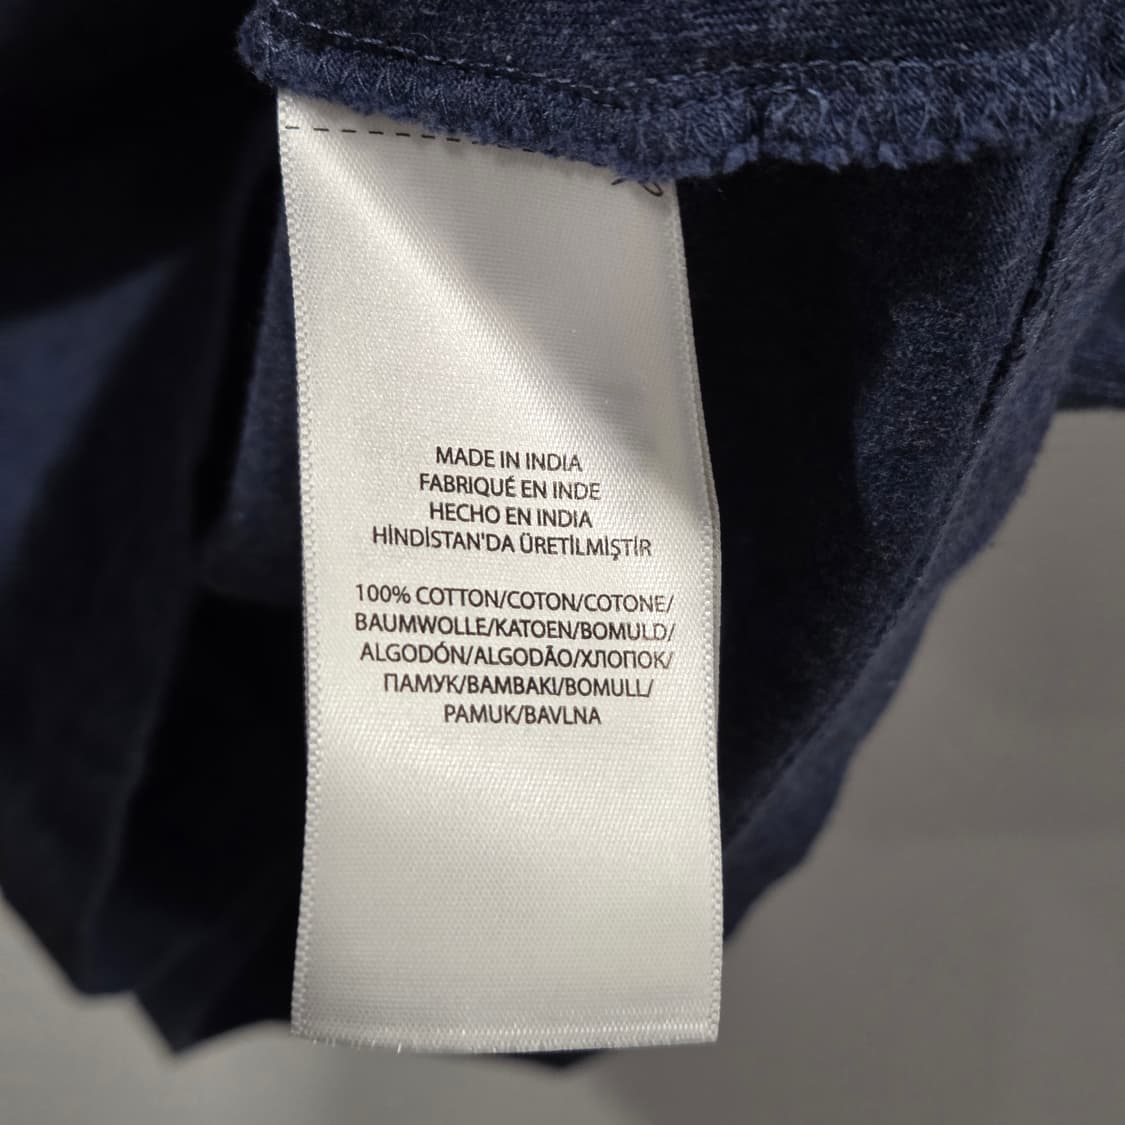 MADE IN INDIA
FABRIQUÉ EN INDE
HECHO EN INDIA
HİNDİSTAN'DA ÜRETİLMİŞTİR
100% COTTON/COTON/COTONE/
BAUMWOLLE/KATOEN/BOMULD/
ALGODÓN/ALGODÃO/ХЛОПОК/
ПАМУК/BAMBAKI/BOMULL/
PAMUK/BAVLNA